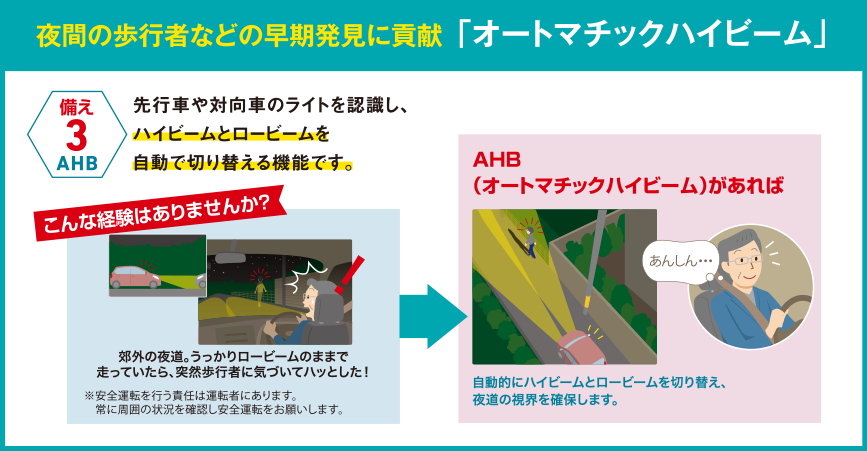 夜間の歩行者などの早期発見に貢献「オートマチックハイビーム」
備え
3
AHB
先行車や対向車のライトを認識し、
ハイビームとロービームを
自動で切り替える機能です。
こんな経験はありませんか?
郊外の夜道。うっかりロービームのままで
走っていたら、突然歩行者に気づいてハッとした!
※安全運転を行う責任は運転者にあります。
常に周囲の状況を確認し安全運転をお願いします。
AHB
(オートマチックハイビーム)があれば
あんしん・・・
自動的にハイビームとロービームを切り替え、
夜道の視界を確保します。